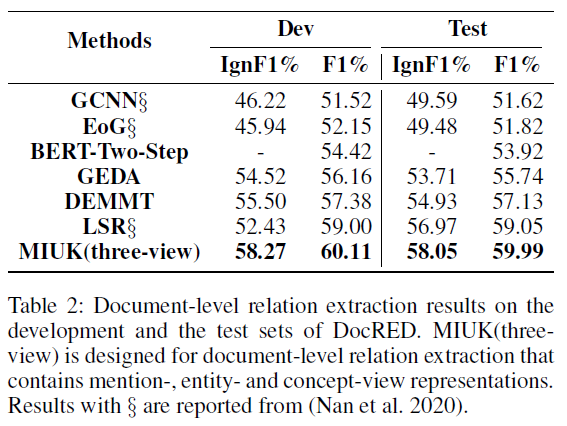 Methods Dev Test
IgnF1% F1% IgnF1% F1%
GCNN§ 46.22 51.52 49.59 51.62
EoG§ 45.94 52.15 49.48 51.82
BERT-Two-Step - 54.42 - 53.92
GEDA 54.52 56.16 53.71 55.74
DEMMT 55.50 57.38 54.93 57.13
LSR§ 52.43 59.00 56.97 59.05
MIUK(three-view) 58.27 60.11 58.05 59.99
Table 2: Document-level relation extraction results on the
development and the test sets of DocRED. MIUK(three-
view) is designed for document-level relation extraction that
contains mention-, entity- and concept-view representations.
Results with § are reported from (Nan et al. 2020).